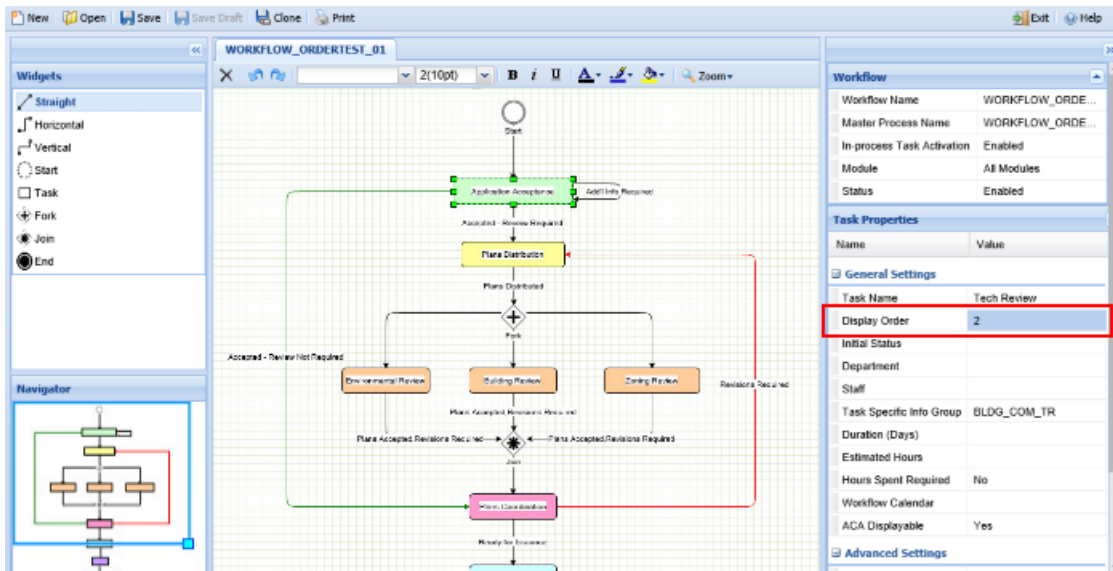 New Open Save Save Draft Clone Print Exit Help
WORKFLOW_ORDERTEST_01
Widgets
Straight
Horizontal
Vertical
Start
Task
Fork
Join
End
Navigator
2(10pt) B i U A Zoom
Start
Application Acceptance
Add'l Info Required
Accepted - Review Required
Plans Distribution
Plans Distributed
Fork
Accepted - Review Not Required
Environmental Review
Building Review
Zoning Review
Revisions Required
Plans Accepted,Revisions Required
Plans Accepted,Revisions Required
Plans Accepted,Revisions Required
Join
Plans Coordination
Ready for Issuance
Workflow
Workflow Name WORKFLOW_ORDE...
Master Process Name WORKFLOW_ORDE...
In-process Task Activation Enabled
Module All Modules
Status Enabled
Task Properties
Name Value
General Settings
Task Name Tech Review
Display Order 2
Initial Status
Department
Staff
Task Specific Info Group BLDG_COM_TR
Duration (Days)
Estimated Hours
Hours Spent Required No
Workflow Calendar
ACA Displayable Yes
Advanced Settings